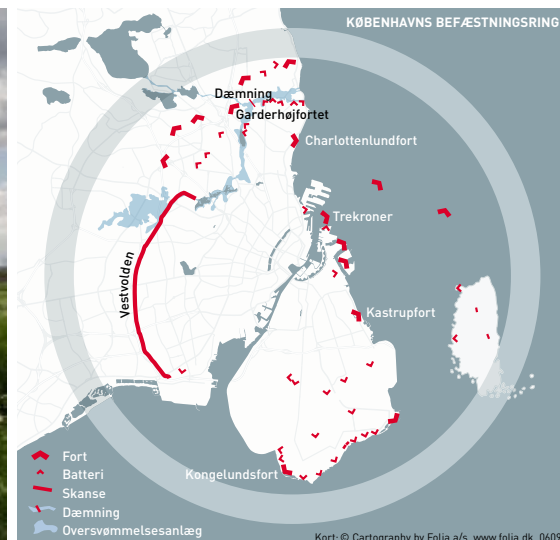 KØBENHAVNS BEFÆSTNINGSRING
Dæmning
Garderhøjfortet
Charlottenlundfort
Trekroner
Vestvolden
Kastrupfort
Kongelundsfort
Fort
Batteri
Skanse
Dæmning
Oversvømmelsesanlæg
Kort: © Cartography by Folia a/s, www.folia.dk, 0609